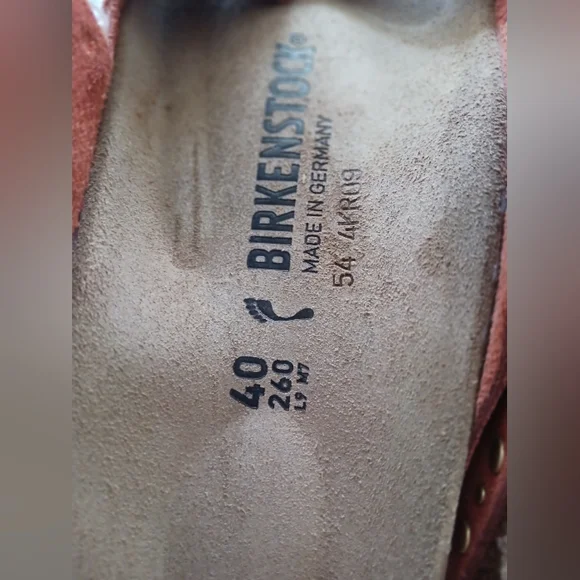 BIRKENSTOCK®
MADE IN GERMANY
54 4KR09
40
260
L9 M7